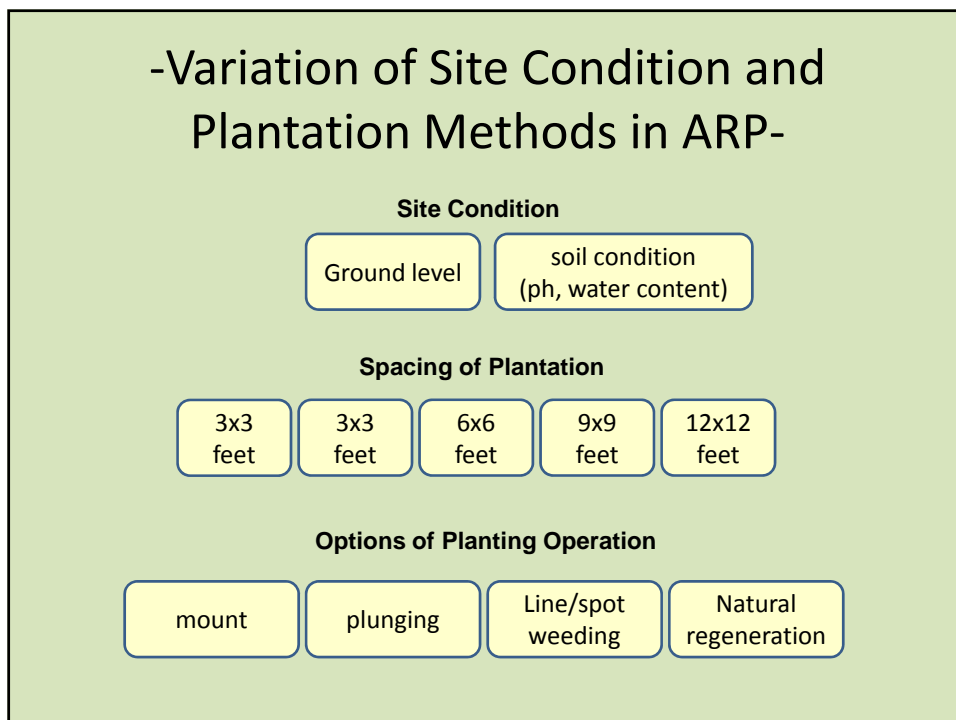 -Variation of Site Condition and
Plantation Methods in ARP-
Site Condition
Ground level
soil condition
(ph, water content)
Spacing of Plantation
3x3
feet
3x3
feet
6x6
feet
9x9
feet
12x12
feet
Options of Planting Operation
mount
plunging
Line/spot
weeding
Natural
regeneration